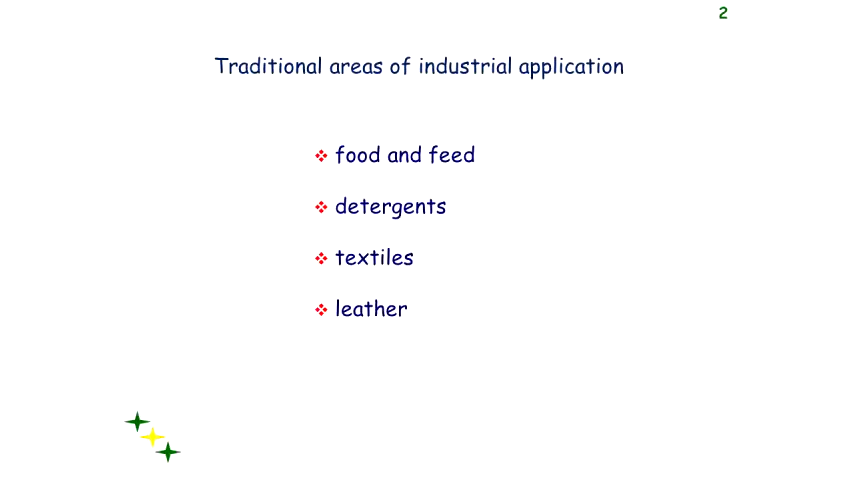 2
Traditional areas of industrial application
❖ food and feed
❖ detergents
❖ textiles
❖ leather